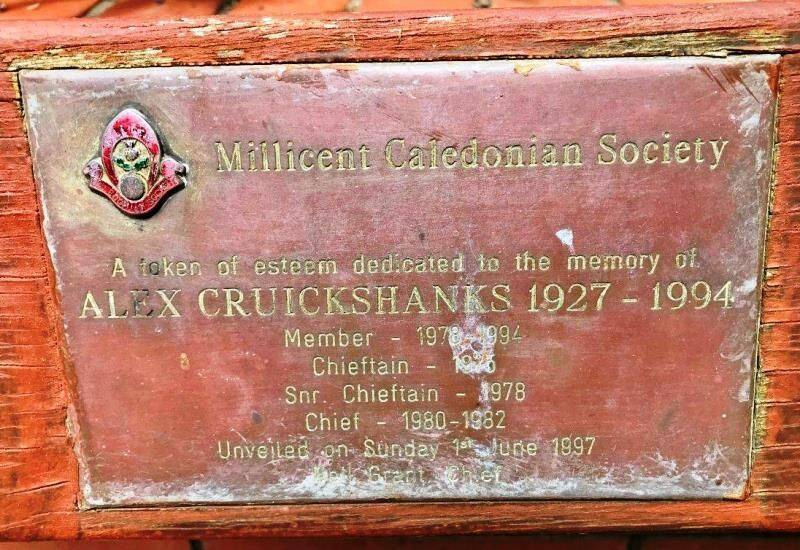 Millicent Caledonian Society
A token of esteem dedicated to the memory of
ALEX CRUICKSHANKS 1927 - 1994
Member - 1994
Chieftain -
Snr. Chieftain - 1978
Chief - 1980-1982
Unveiled on Sunday 1st June 1997
Grant, Chief